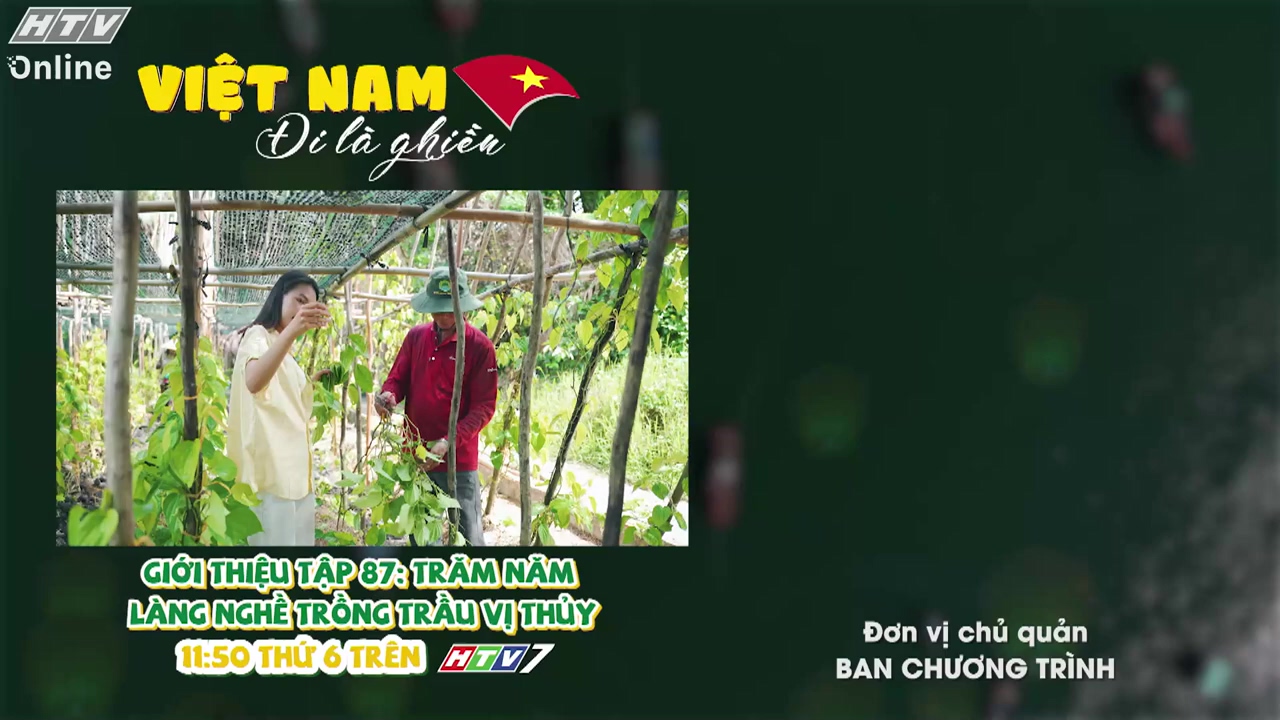 HTV
Online
VIỆT NAM
Đi là ghiền
GIỚI THIỆU TẬP 87: TRĂM NĂM
LÀNG NGHỀ TRỒNG TRẦU VỊ THỦY
11:50 THỨ 6 TRÊN HTV7
Đơn vị chủ quản
BAN CHƯƠNG TRÌNH